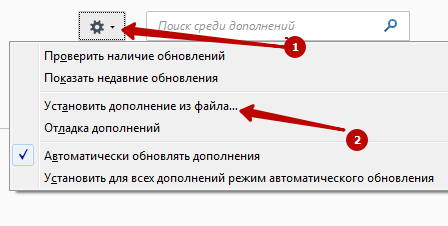 Поиск среди дополнений
1
Проверить наличие обновлений
Показать недавние обновления
Установить дополнение из файла...
Отладка дополнений
2
Автоматически обновлять дополнения
Установить для всех дополнений режим автоматического обновления